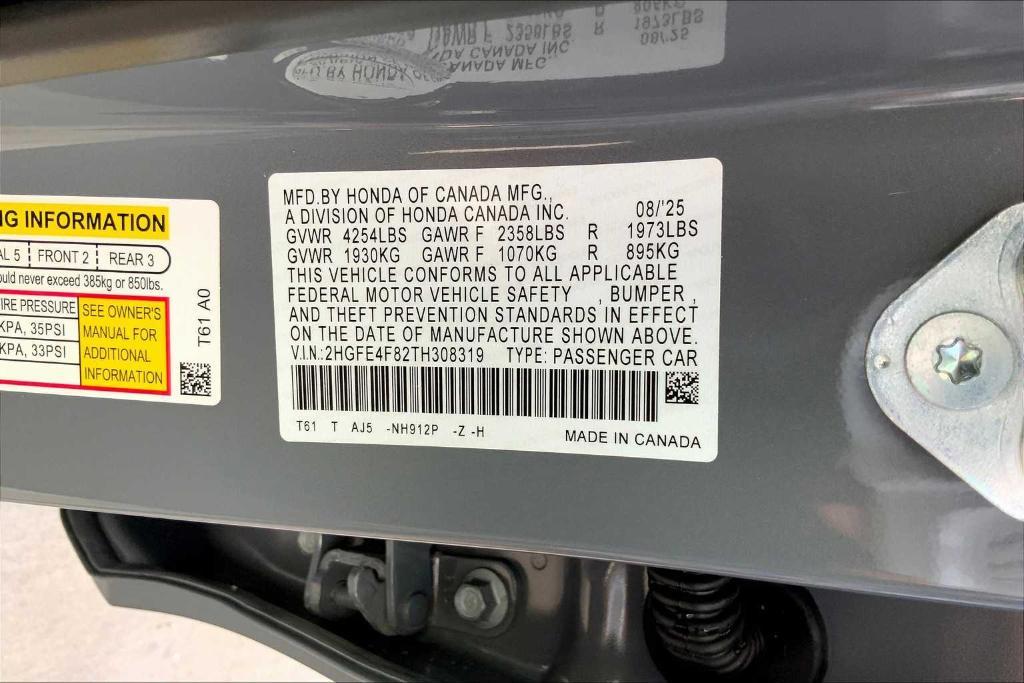 NG INFORMATION
AL 5 FRONT 2 REAR 3
ould never exceed 385kg or 850lbs.
IRE PRESSURE
KPA, 35PSI
KPA, 33PSI
SEE OWNER'S
MANUAL FOR
ADDITIONAL
INFORMATION
T61 A0
MFD.BY HONDA OF CANADA MFG.,
A DIVISION OF HONDA CANADA INC. 08/'25
GVWR 4254LBS GAWR F 2358LBS R 1973LBS
GVWR 1930KG GAWR F 1070KG R 895KG
THIS VEHICLE CONFORMS TO ALL APPLICABLE
FEDERAL MOTOR VEHICLE SAFETY , BUMPER ,
AND THEFT PREVENTION STANDARDS IN EFFECT
ON THE DATE OF MANUFACTURE SHOWN ABOVE.
V.I.N.:2HGFE4F82TH308319 TYPE: PASSENGER CAR
T61 T AJ5 -NH912P -Z -H
MADE IN CANADA